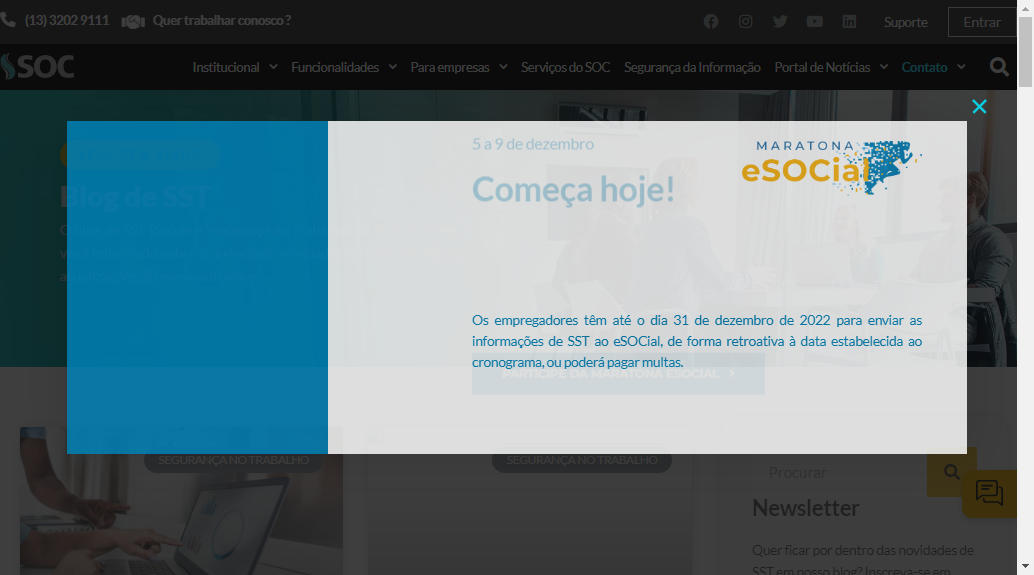 (13) 3202 9111 Quer trabalhar conosco ?
Suporte Entrar
SOC
Institucional Funcionalidades Para empresas Serviços do SOC Segurança da Informação Portal de Notícias Contato
5 a 9 de dezembro
MARATONA
eSOCial
Começa hoje!
Blog de SST
Os empregadores têm até o dia 31 de dezembro de 2022 para enviar as
informações de SST ao eSOCial, de forma retroativa à data estabelecida ao
cronograma, ou poderá pagar multas.
PARTICIPE DA MARATONA ESOCIAL
SEGURANÇA NO TRABALHO
SEGURANÇA NO TRABALHO
Procurar
Newsletter
Quer ficar por dentro das novidades de
SST em nosso blog? Inscreva-se em